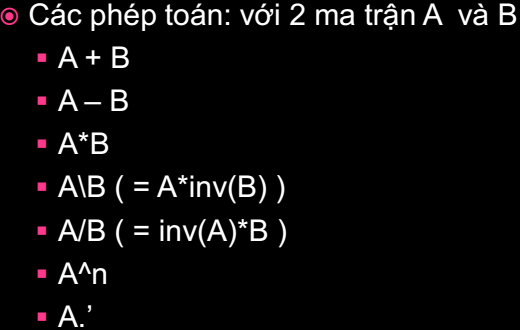 Các phép toán: với 2 ma trận A và B
A + B
A – B
A*B
A\B ( = A*inv(B) )
A/B ( = inv(A)*B )
A^n
A.’